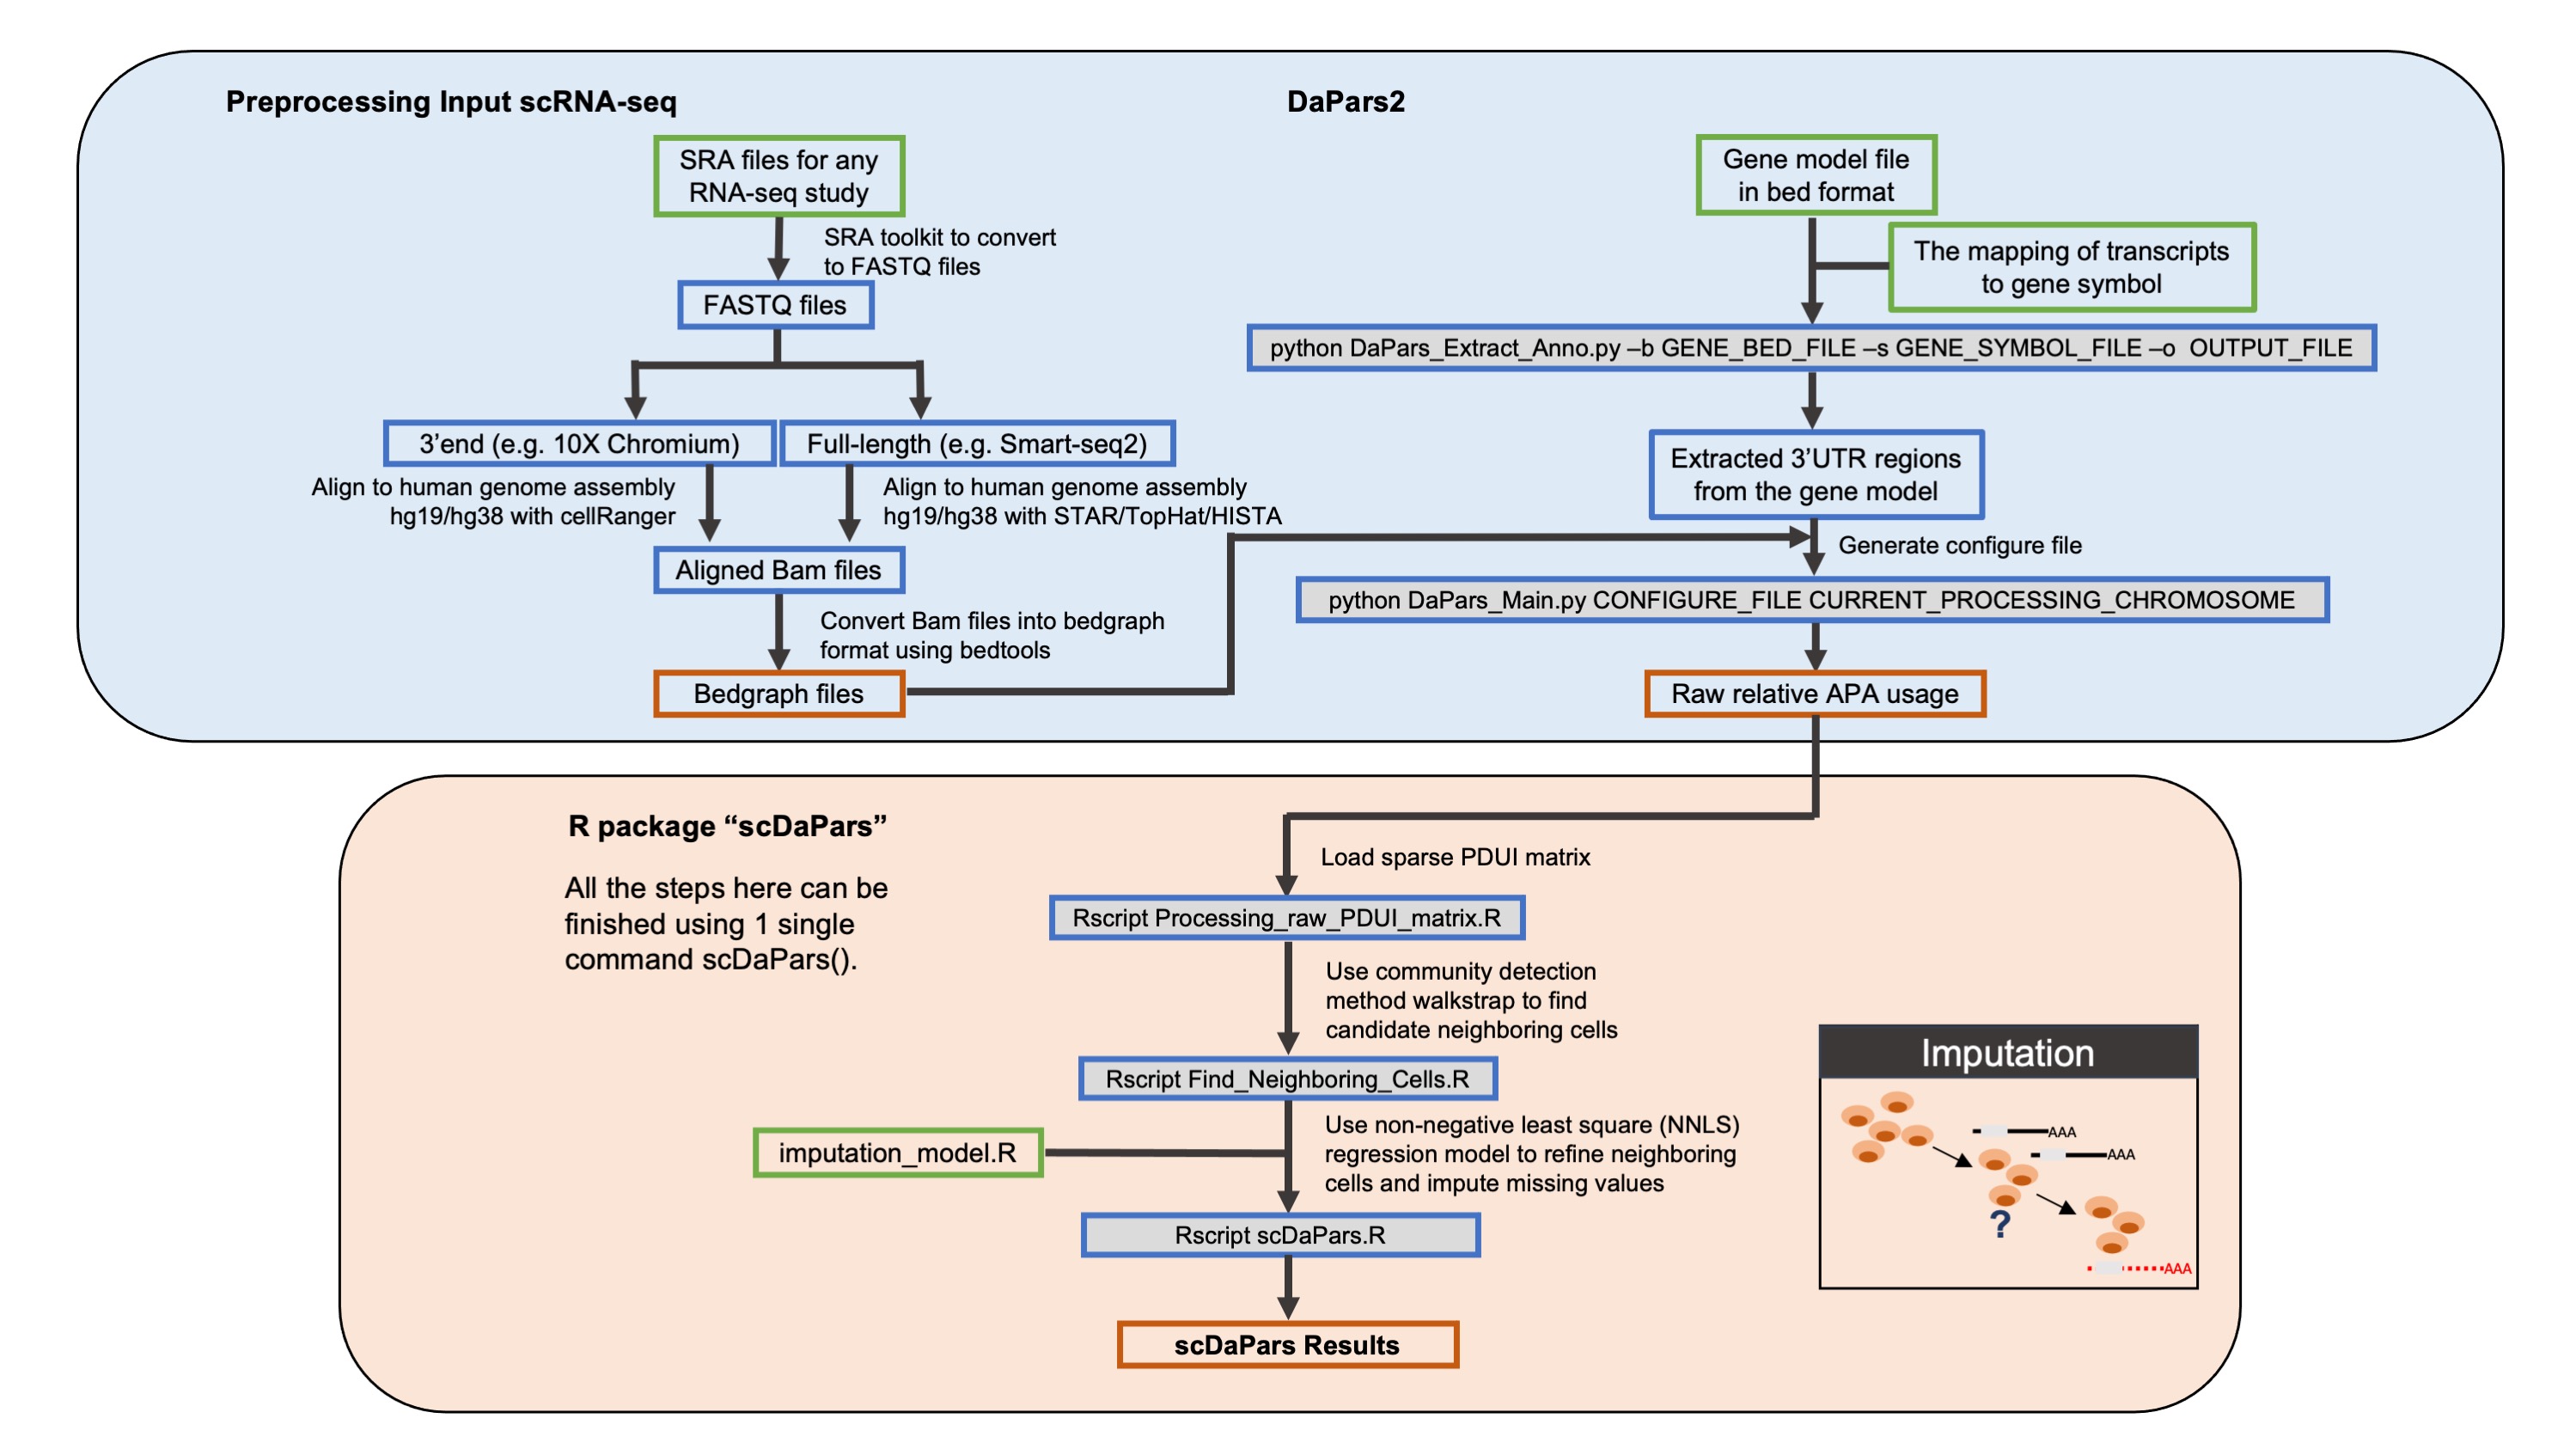 Preprocessing Input scRNA-seq
SRA files for any
RNA-seq study
SRA toolkit to convert
to FASTQ files
FASTQ files
3’end (e.g. 10X Chromium)
Full-length (e.g. Smart-seq2)
Align to human genome assembly
hg19/hg38 with cellRanger
Align to human genome assembly
hg19/hg38 with STAR/TopHat/HISTA
Aligned Bam files
Convert Bam files into bedgraph
format using bedtools
Bedgraph files
DaPars2
Gene model file
in bed format
The mapping of transcripts
to gene symbol
python DaPars_Extract_Anno.py –b GENE_BED_FILE –s GENE_SYMBOL_FILE –o OUTPUT_FILE
Extracted 3’UTR regions
from the gene model
Generate configure file
python DaPars_Main.py CONFIGURE_FILE CURRENT_PROCESSING_CHROMOSOME
Raw relative APA usage
R package “scDaPars”
All the steps here can be
finished using 1 single
command scDaPars().
Load sparse PDUI matrix
Rscript Processing_raw_PDUI_matrix.R
Use community detection
method walkstrap to find
candidate neighboring cells
Rscript Find_Neighboring_Cells.R
imputation_model.R
Use non-negative least square (NNLS)
regression model to refine neighboring
cells and impute missing values
Rscript scDaPars.R
scDaPars Results
Imputation
AAA
AAA
?
AAA